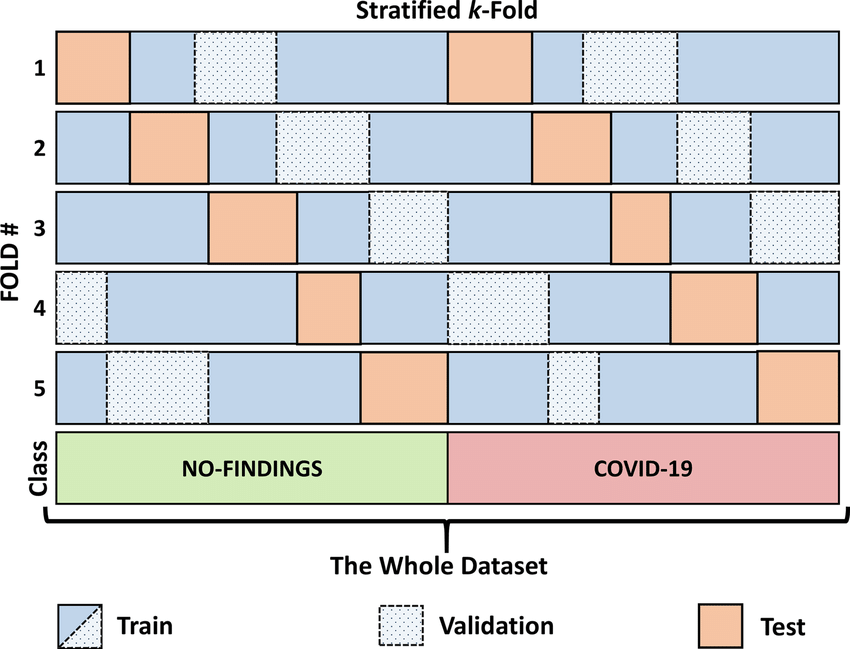 Stratified k-Fold
FOLD #
1
2
3
4
5
Class
NO-FINDINGS
COVID-19
The Whole Dataset
Train
Validation
Test